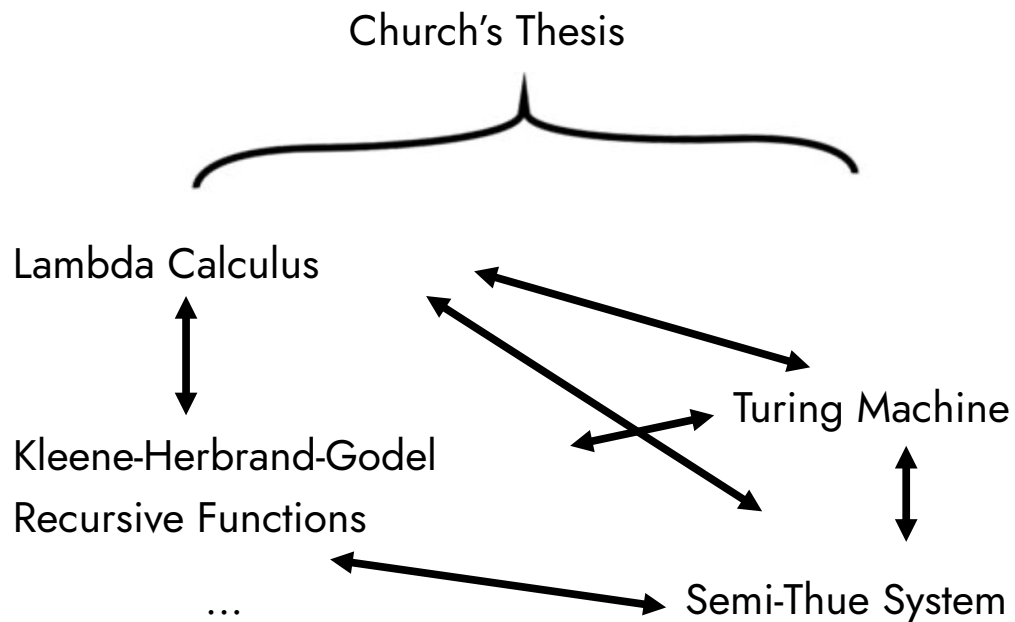 Church’s Thesis
Lambda Calculus
Turing Machine
Kleene-Herbrand-Godel
Recursive Functions
…
Semi-Thue System